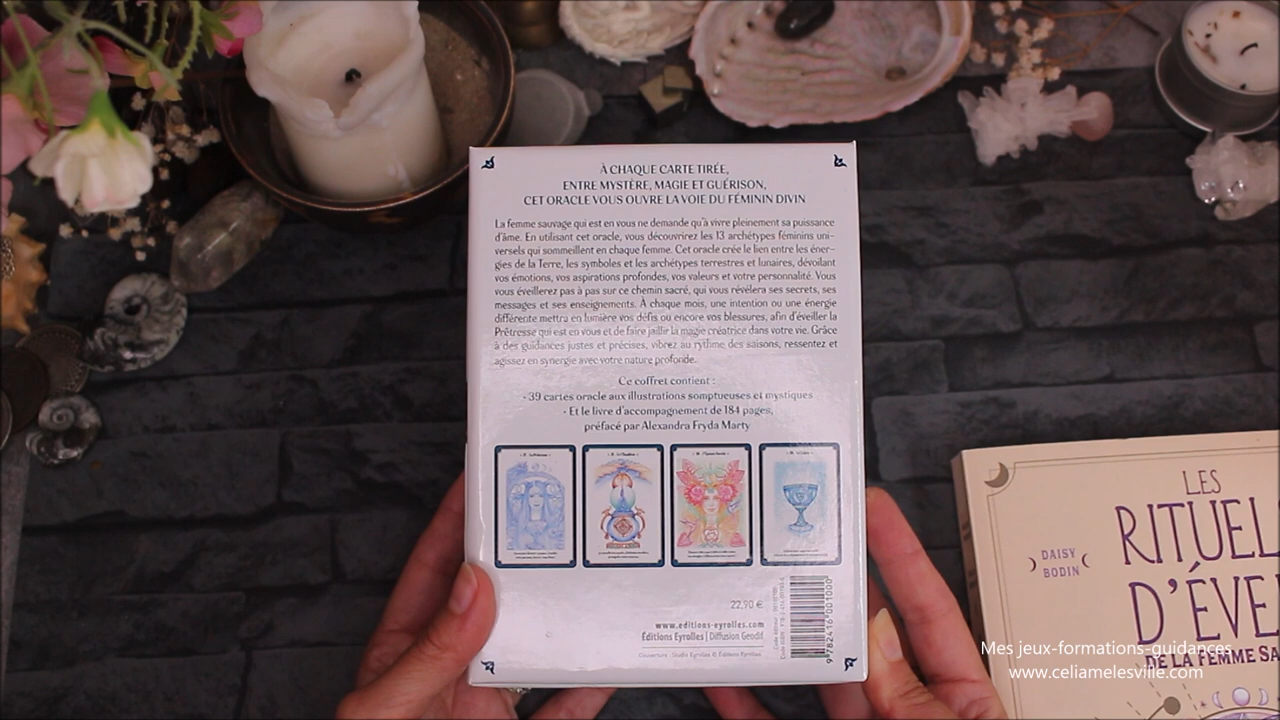 À CHAQUE CARTE TIRÉE,
ENTRE MYSTÈRE, MAGIE ET GUÉRISON,
CET ORACLE VOUS OUVRE LA VOIE DU FÉMININ DIVIN
La femme sauvage qui est en vous ne demande qu'à vivre pleinement sa puissance
d'âme. En utilisant cet oracle, vous découvrirez les 13 archétypes féminins uni-
versels qui sommeillent en chaque femme. Cet oracle crée le lien entre les éner-
gies de la Terre, les symboles et les archétypes terrestres et lunaires, dévoilant
vos émotions, vos aspirations profondes, vos valeurs et votre personnalité. Vous
vous éveillerez pas à pas sur ce chemin sacré, qui vous révélera ses secrets, ses
messages et ses enseignements. À chaque mois, une intention ou une énergie
différente mettra en lumière vos défis ou encore vos blessures, afin d'éveiller la
Prêtresse qui est en vous et de faire jaillir la magie créatrice dans votre vie. Grâce
à des guidances justes et précises, vibrez au rythme des saisons, ressentez et
agissez en synergie avec votre nature profonde.
Ce coffret contient :
- 39 cartes oracle aux illustrations somptueuses et mystiques
- Et le livre d'accompagnement de 184 pages,
préfacé par Alexandra Fryda Marty
22,90 €
www.editions-eyrolles.com
Éditions Eyrolles | Diffusion Geodif
Couverture : Studio Eyrolles © Éditions Eyrolles
9 782416 001000
LES
RITUEL
D'ÉVE
DE LA FEMME SA
DAISY
BODIN
Mes jeux-formations-guidances
www.celiamelesville.com